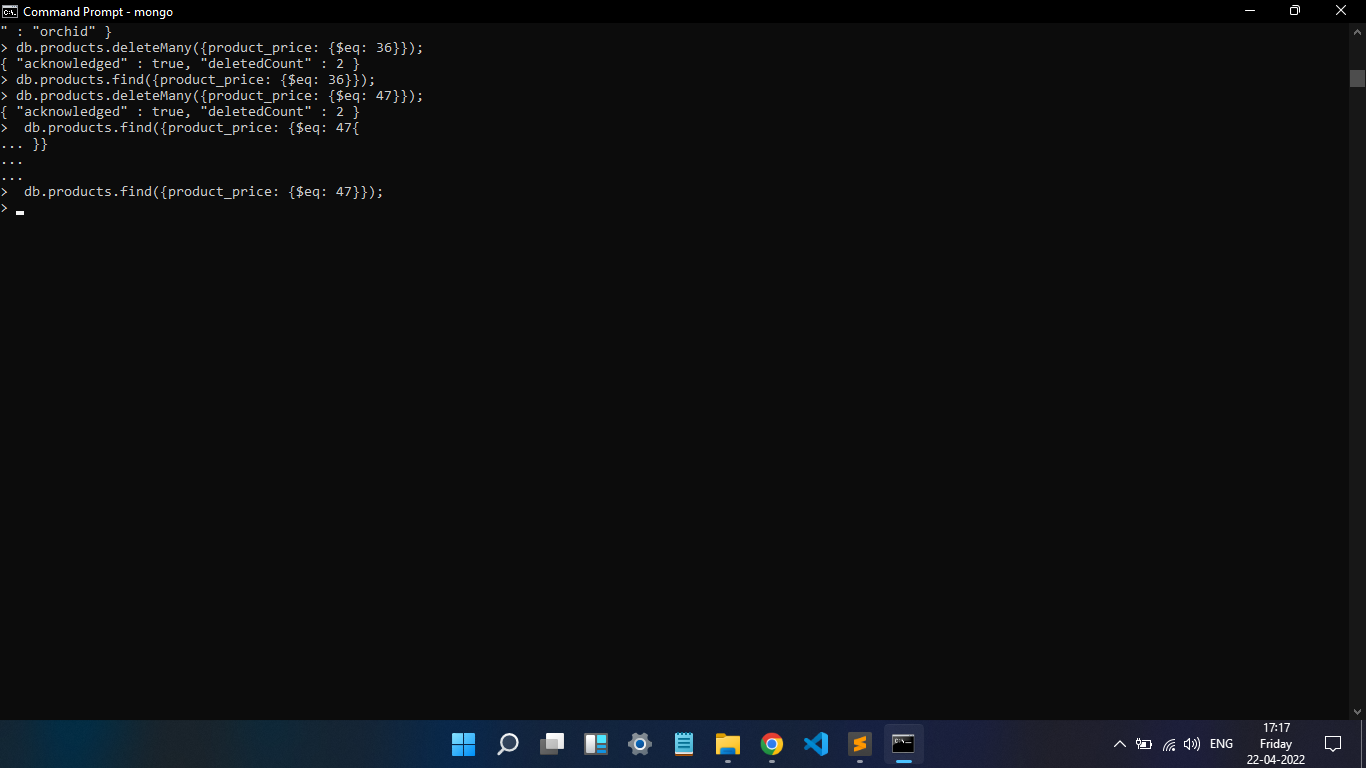 Command Prompt - mongo
" : "orchid" }
> db.products.deleteMany({product_price: {$eq: 36}});
{ "acknowledged" : true, "deletedCount" : 2 }
> db.products.find({product_price: {$eq: 36}});
> db.products.deleteMany({product_price: {$eq: 47}});
{ "acknowledged" : true, "deletedCount" : 2 }
>  db.products.find({product_price: {$eq: 47{
... }}
...
...
>  db.products.find({product_price: {$eq: 47}});
>
ENG
17:17
Friday
22-04-2022